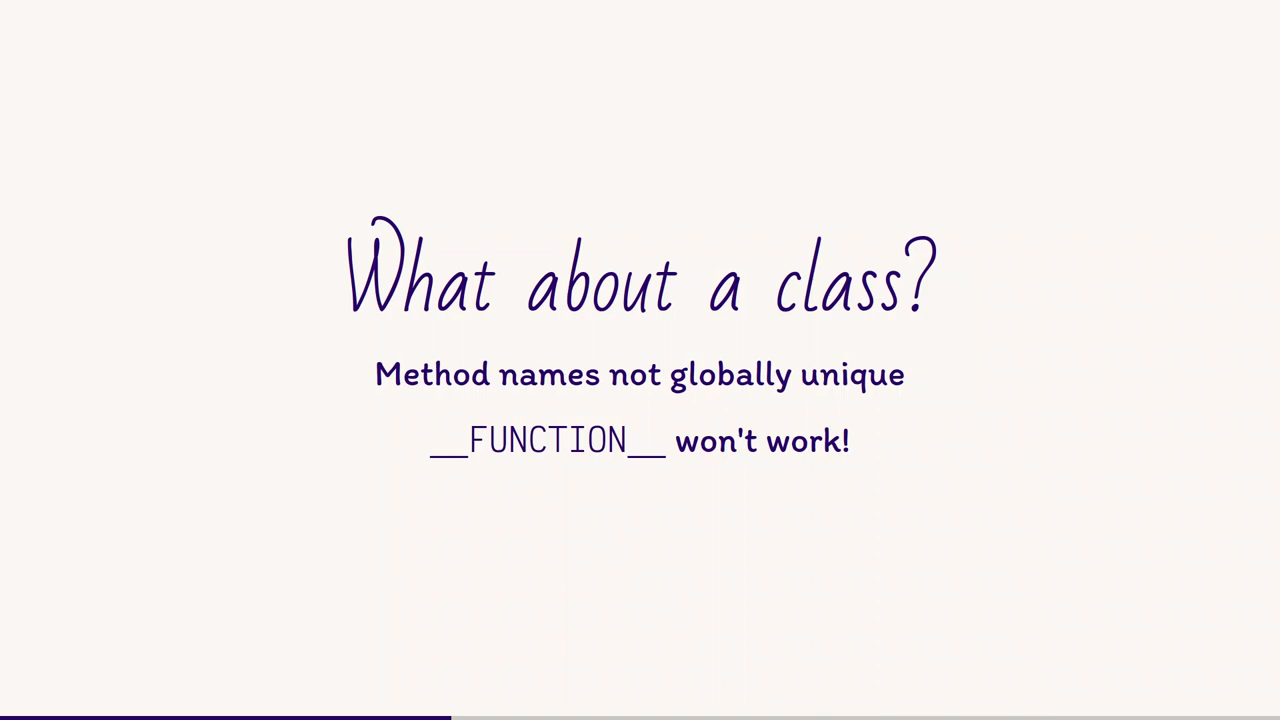 What about a class?
Method names not globally unique
__FUNCTION__ won't work!